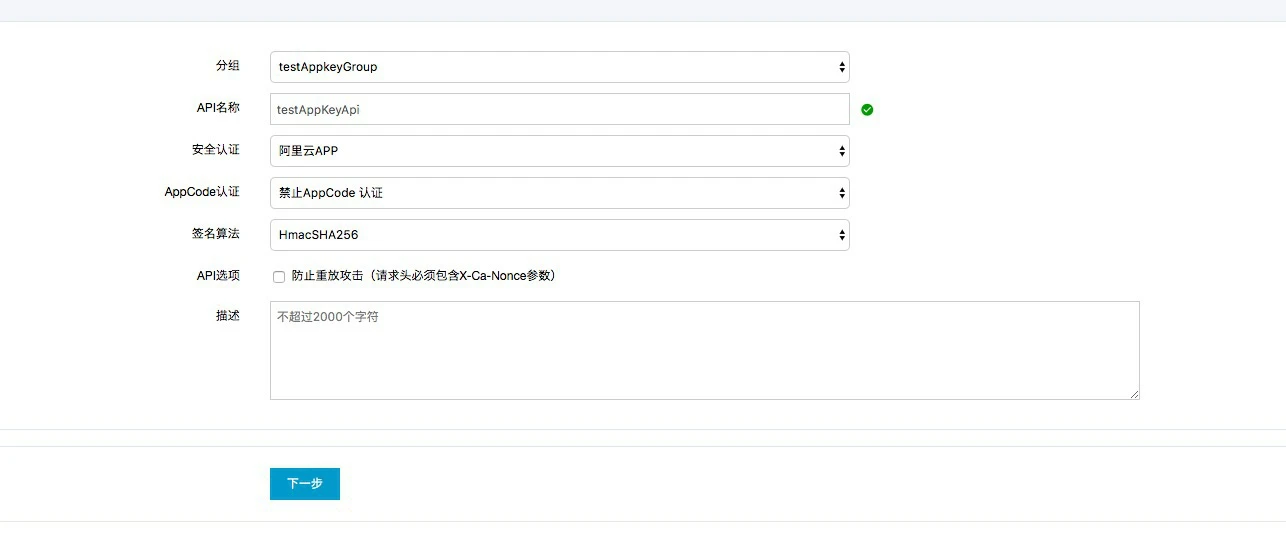 分组 testAppkeyGroup
API名称 testAppKeyApi
安全认证 阿里云APP
AppCode认证 禁止AppCode 认证
签名算法 HmacSHA256
API选项 防止重放攻击（请求头必须包含X-Ca-Nonce参数）
描述 不超过2000个字符
下一步